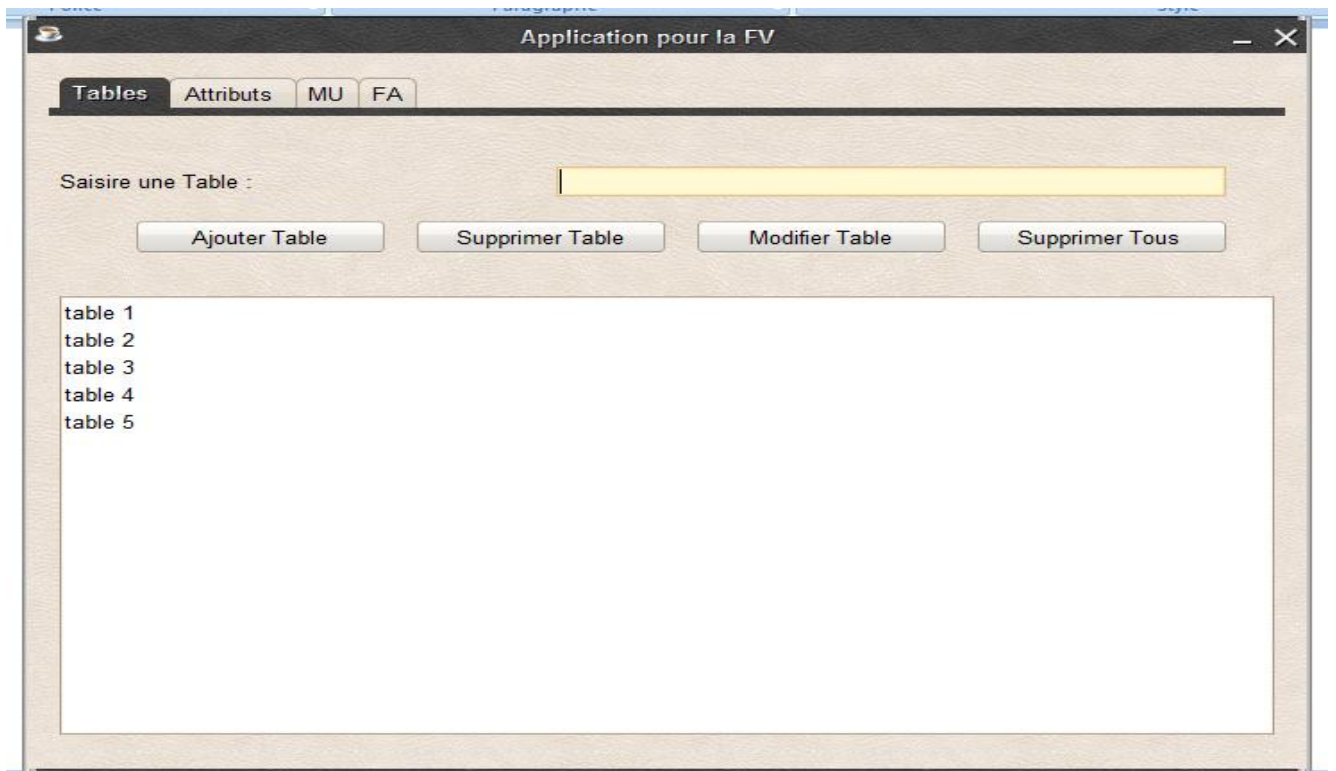 Application pour la FV
Tables Attributs MU FA
Saisire une Table :
Ajouter Table Supprimer Table Modifier Table Supprimer Tous
table 1
table 2
table 3
table 4
table 5